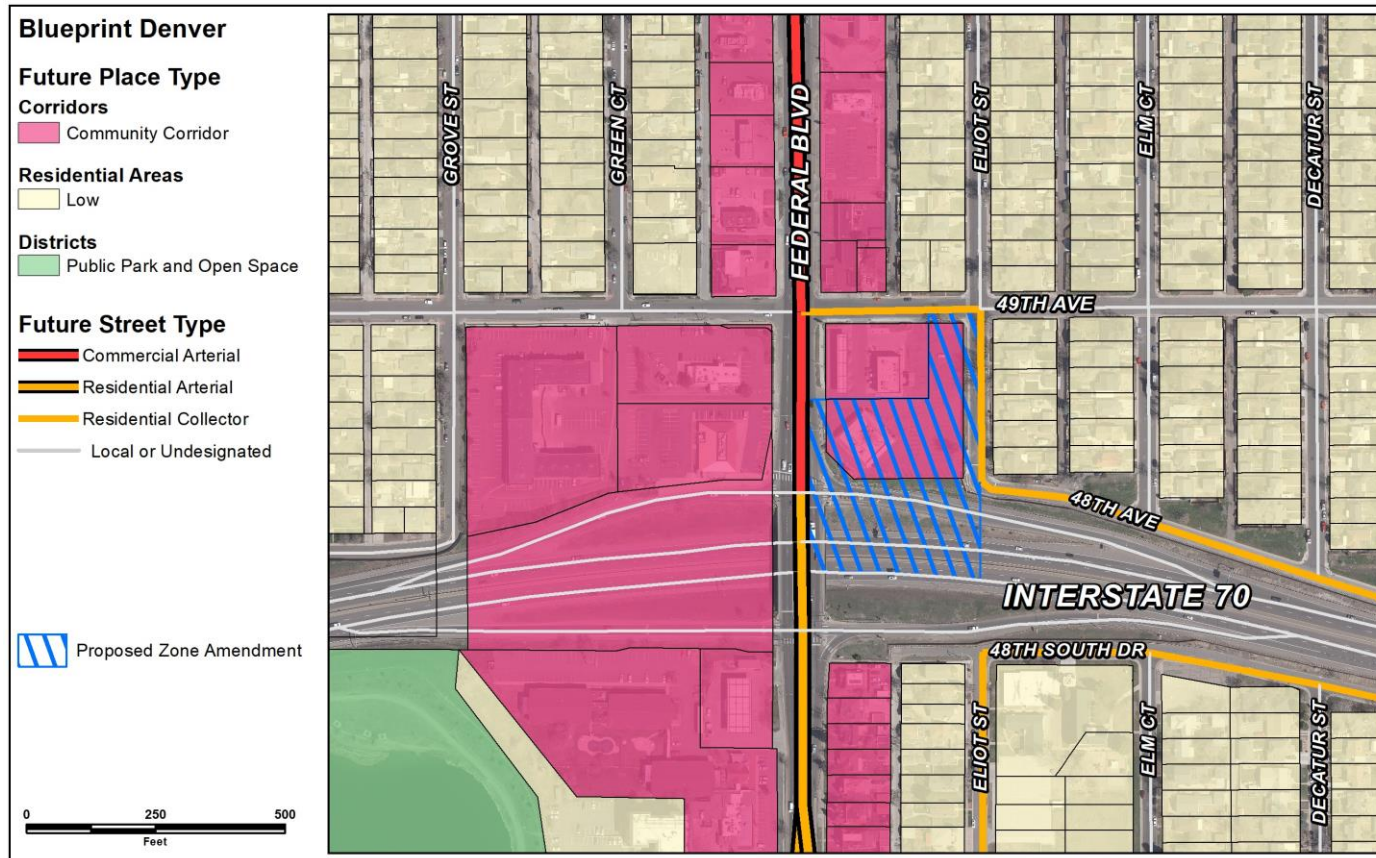 Blueprint Denver
Future Place Type
Corridors
Community Corridor
Residential Areas
Low
Districts
Public Park and Open Space
Future Street Type
Commercial Arterial
Residential Arterial
Residential Collector
Local or Undesignated
Proposed Zone Amendment
0 250 500
Feet
GROVE ST
GREEN CT
FEDERAL BLVD
ELIOT ST
ELM CT
DECATUR ST
49TH AVE
48TH AVE
INTERSTATE 70
48TH SOUTH DR
ELIOT ST
ELM CT
DECATUR ST